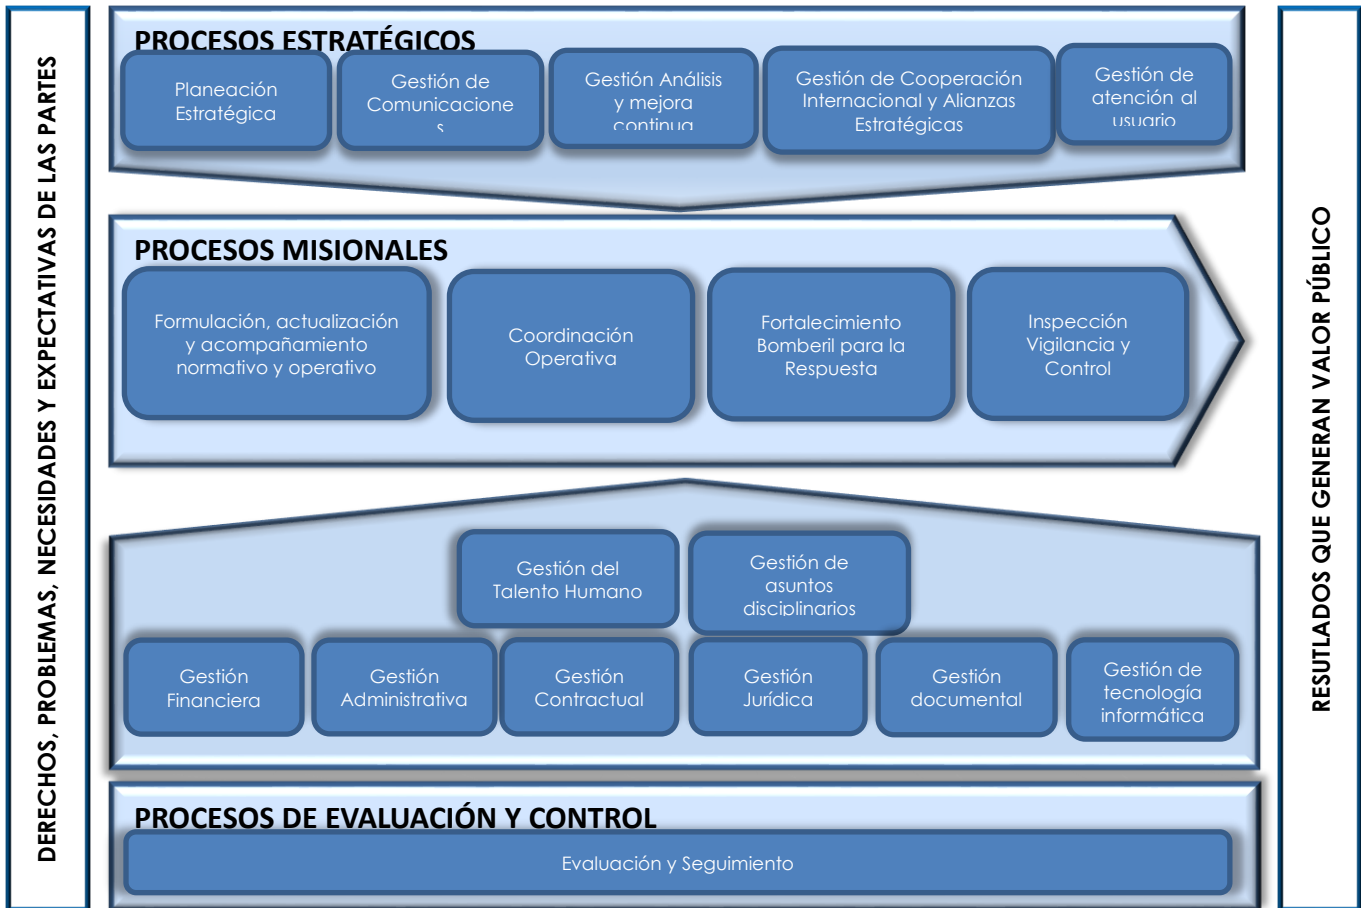 DERECHOS, PROBLEMAS, NECESIDADES Y EXPECTATIVAS DE LAS PARTES
PROCESOS ESTRATÉGICOS
Planeación
Estratégica
Gestión de
Comunicacione
s
Gestión Análisis
y mejora
continua
Gestión de Cooperación
Internacional y Alianzas
Estratégicas
Gestión de
atención al
usuario
PROCESOS MISIONALES
Formulación, actualización
y acompañamiento
normativo y operativo
Coordinación
Operativa
Fortalecimiento
Bomberil para la
Respuesta
Inspección
Vigilancia y
Control
Gestión del
Talento Humano
Gestión de
asuntos
disciplinarios
Gestión
Financiera
Gestión
Administrativa
Gestión
Contractual
Gestión
Jurídica
Gestión
documental
Gestión de
tecnología
informática
PROCESOS DE EVALUACIÓN Y CONTROL
Evaluación y Seguimiento
RESUTLADOS QUE GENERAN VALOR PÚBLICO